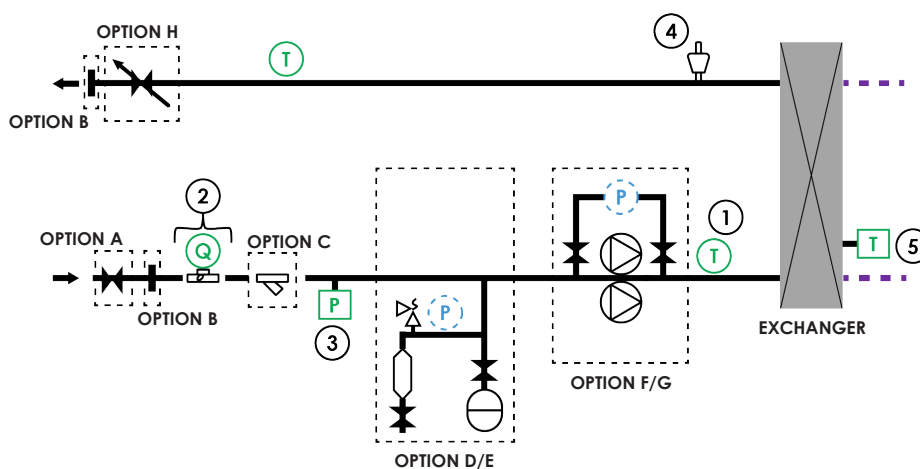 OPTION H
4
T
OPTION B
2
P
1
OPTION A
Q
OPTION C
T
T
5
OPTION B
P
P
3
EXCHANGER
OPTION F/G
OPTION D/E